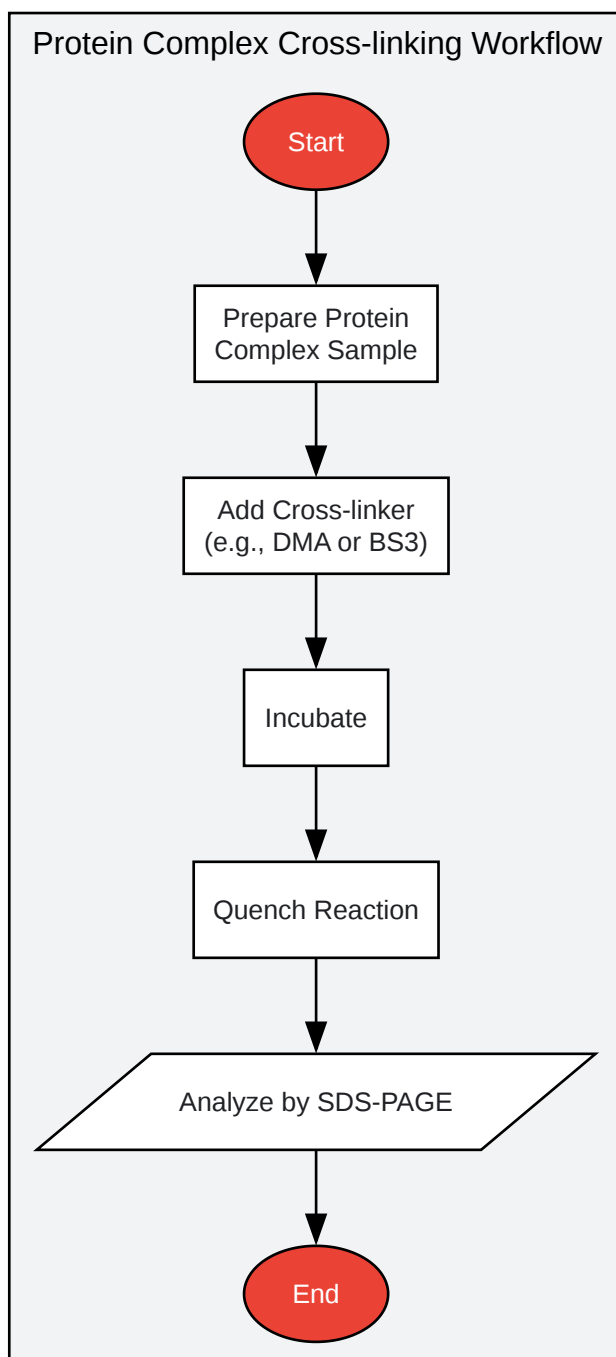 Protein Complex Cross-linking Workflow
Start
Prepare Protein
Complex Sample
Add Cross-linker
(e.g., DMA or BS3)
Incubate
Quench Reaction
Analyze by SDS-PAGE
End